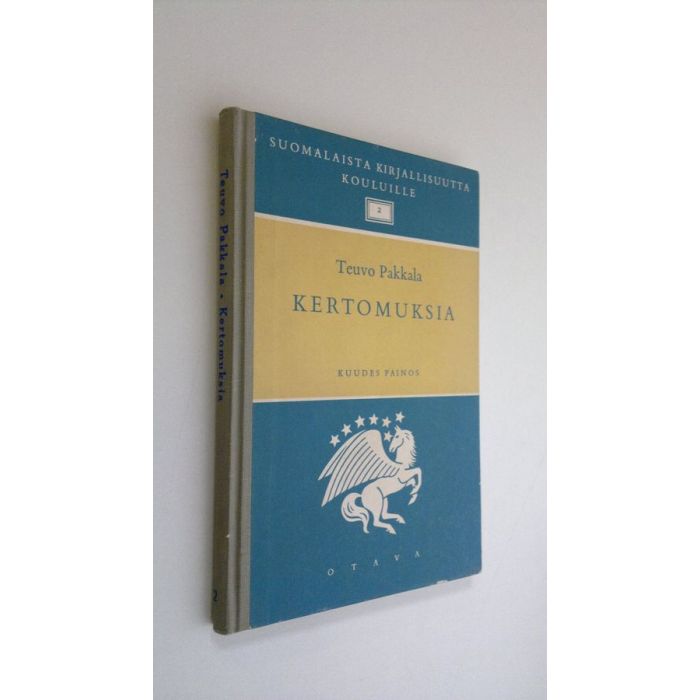 SUOMALAISTA KIRJALLISUUTTA
KOULUILLE
2
Teuvo Pakkala
KERTOMUKSIA
KUUDES PAINOS
OTAVA
Teuvo Pakkala • Kertomuksia
2